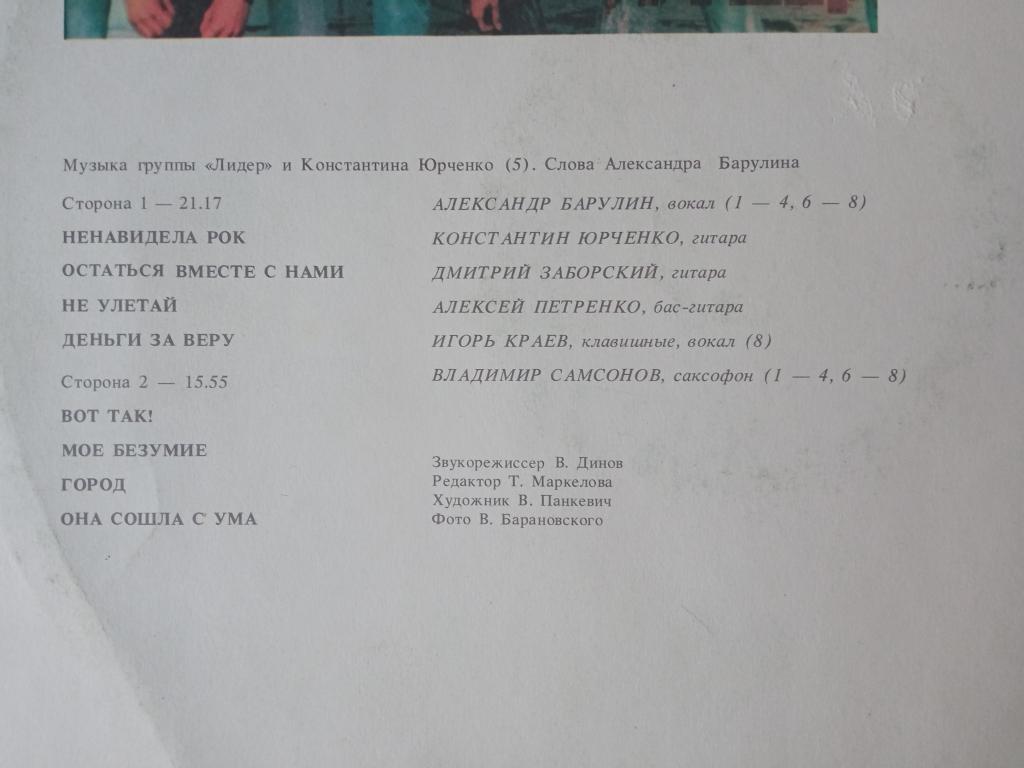 Музыка группы «Лидер» и Константина Юрченко (5). Слова Александра Барулина
Сторона 1 — 21.17
НЕНАВИДЕЛА РОК
ОСТАТЬСЯ ВМЕСТЕ С НАМИ
НЕ УЛЕТАЙ
ДЕНЬГИ ЗА ВЕРУ
Сторона 2 — 15.55
ВОТ ТАК!
МОЕ БЕЗУМИЕ
ГОРОД
ОНА СОШЛА С УМА
АЛЕКСАНДР БАРУЛИН, вокал (1 — 4, 6 — 8)
КОНСТАНТИН ЮРЧЕНКО, гитара
ДМИТРИЙ ЗАБОРСКИЙ, гитара
АЛЕКСЕЙ ПЕТРЕНКО, бас-гитара
ИГОРЬ КРАЕВ, клавишные, вокал (8)
ВЛАДИМИР САМСОНОВ, саксофон (1 — 4, 6 — 8)
Звукорежиссер В. Динов
Редактор Т. Маркелова
Художник В. Панкевич
Фото В. Барановского